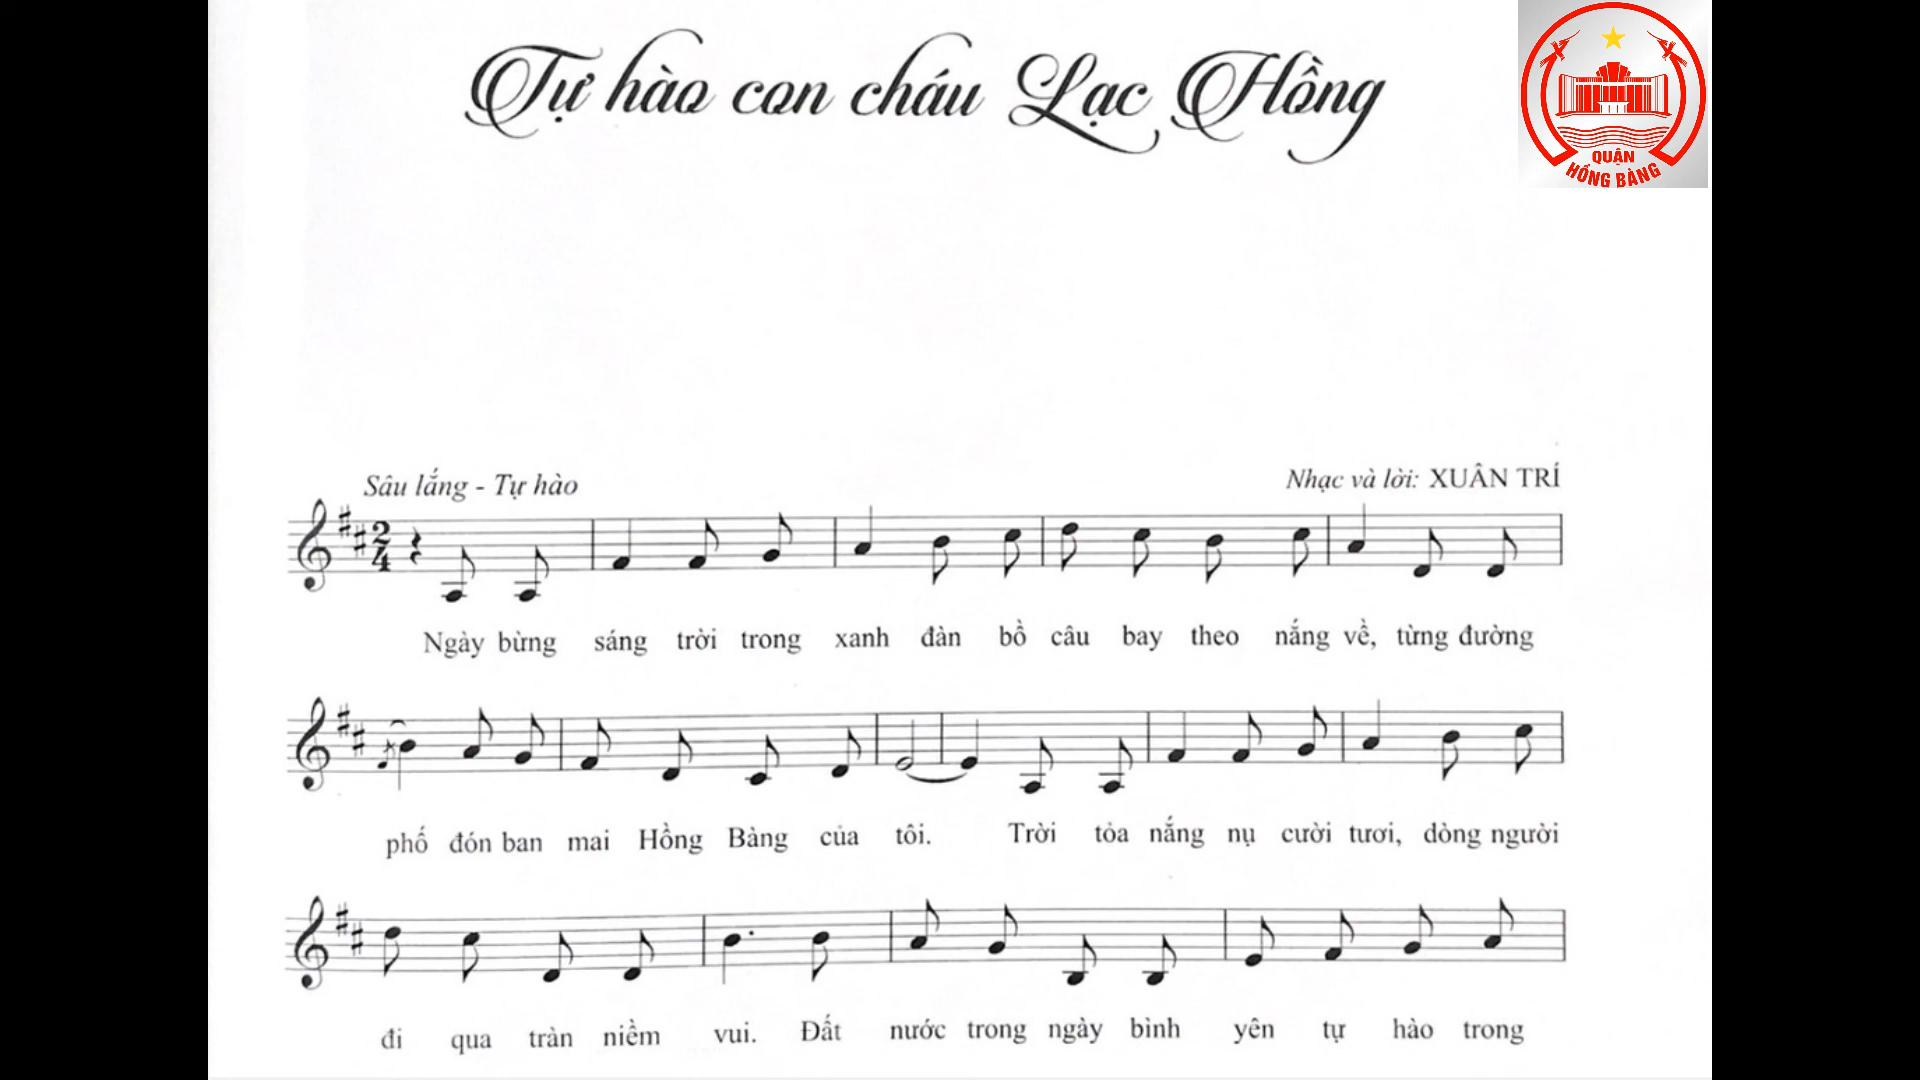 Tự hào con cháu Lạc Hồng
QUẬN
HỒNG BÀNG
Sâu lắng - Tự hào
Nhạc và lời: XUÂN TRÍ
2
4
Ngày bừng sáng trời trong xanh đàn bồ câu bay theo nắng về, từng đường
phố đón ban mai Hồng Bàng của tôi. Trời tỏa nắng nụ cười tươi, dòng người
đi qua tràn niềm vui. Đất nước trong ngày bình yên tự hào trong